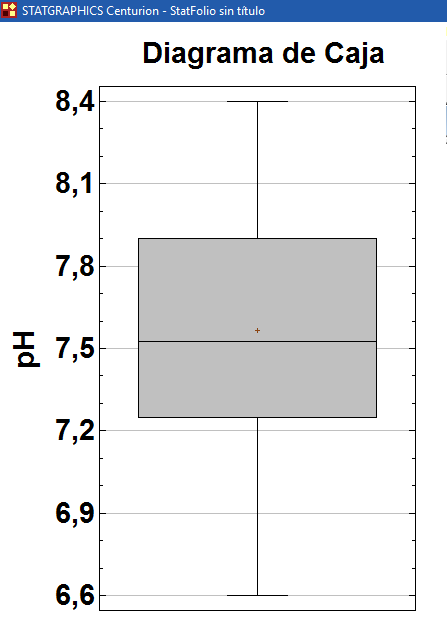 STATGRAPHICS Centurion - StatFolio sin título
Diagrama de Caja
8,4
8,1
7,8
7,5
7,2
6,9
6,6
pH